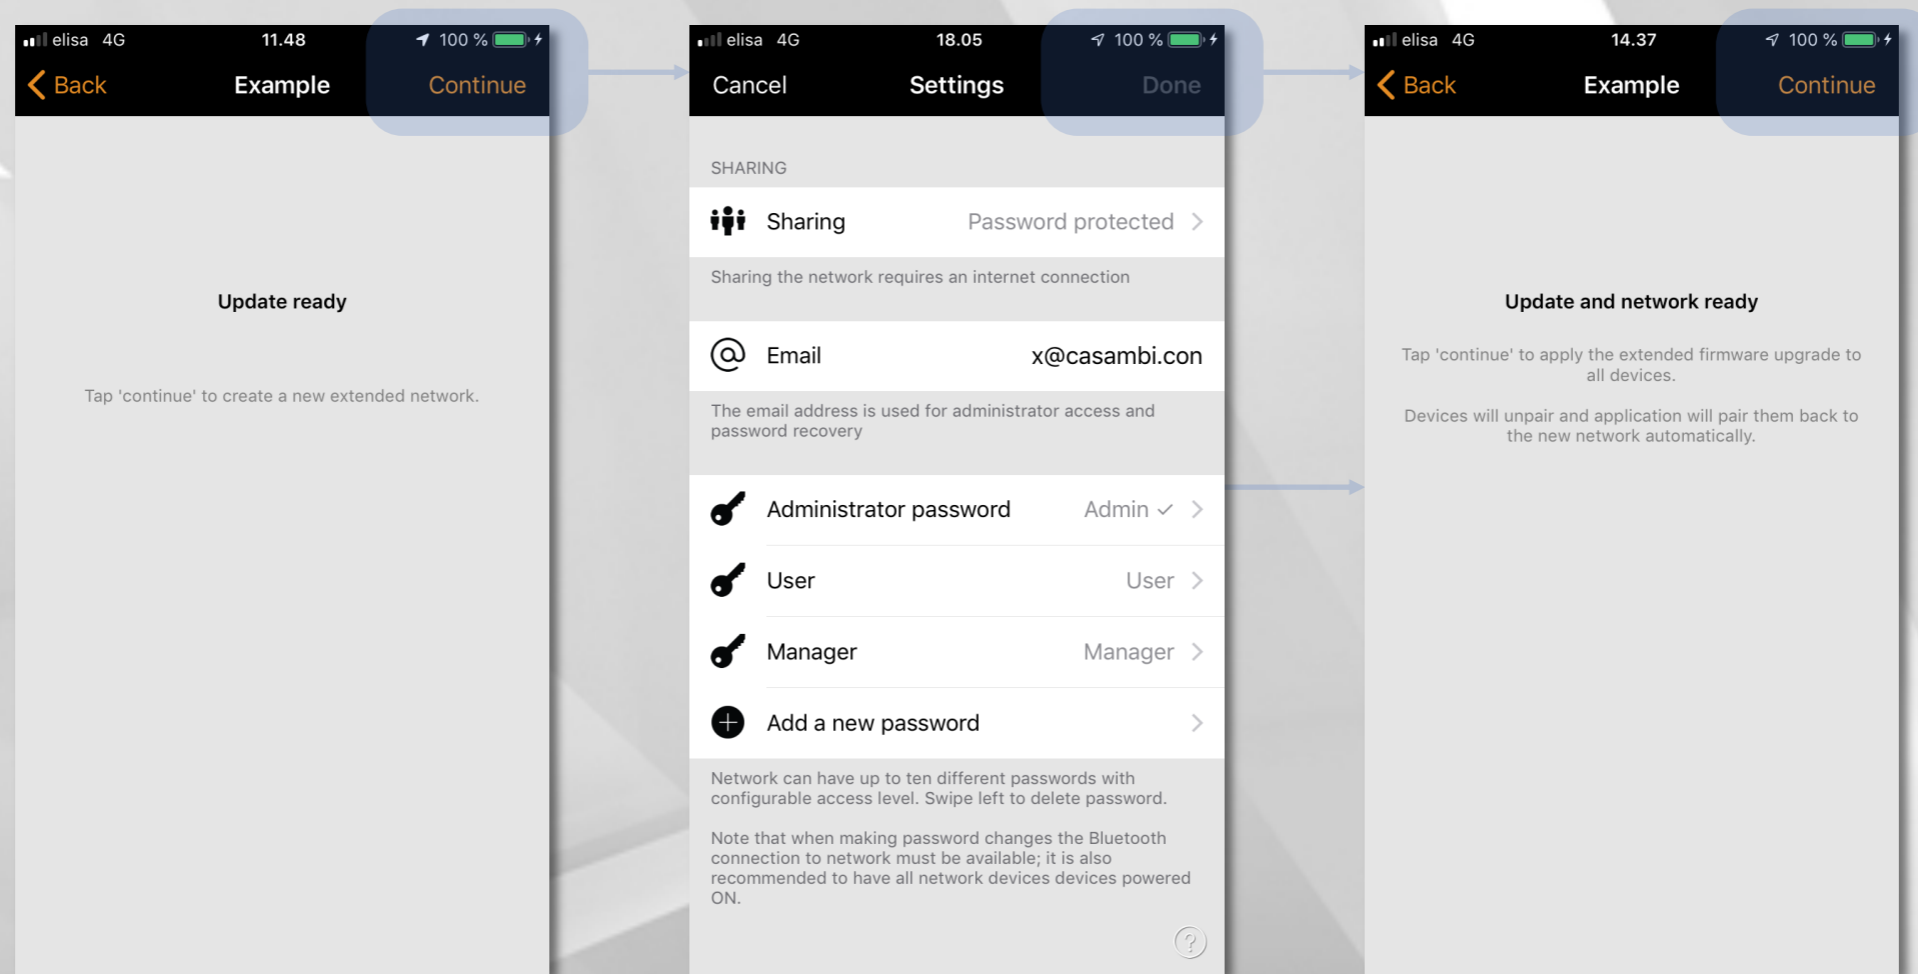 elisa 4G 11.48 100 %
Back Example Continue
Update ready
Tap 'continue' to create a new extended network.
elisa 4G 18.05 100 %
Cancel Settings Done
SHARING
Sharing Password protected
Sharing the network requires an internet connection
Email x@casambi.con
The email address is used for administrator access and
password recovery
Administrator password Admin
User User
Manager Manager
Add a new password
Network can have up to ten different passwords with
configurable access level. Swipe left to delete password.
Note that when making password changes the Bluetooth
connection to network must be available; it is also
recommended to have all network devices devices powered
ON.
?
elisa 4G 14.37 100 %
Back Example Continue
Update and network ready
Tap 'continue' to apply the extended firmware upgrade to
all devices.
Devices will unpair and application will pair them back to
the new network automatically.